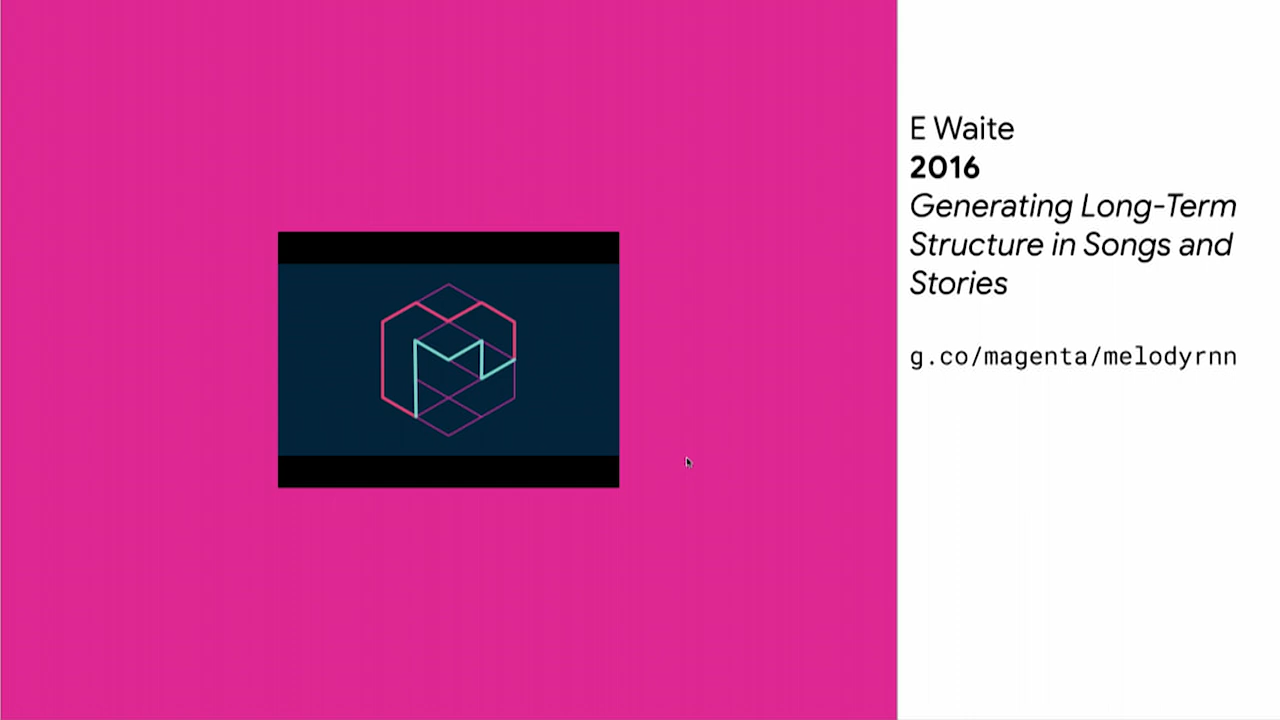 E Waite
2016
Generating Long-Term
Structure in Songs and
Stories
g.co/magenta/melodyrnn